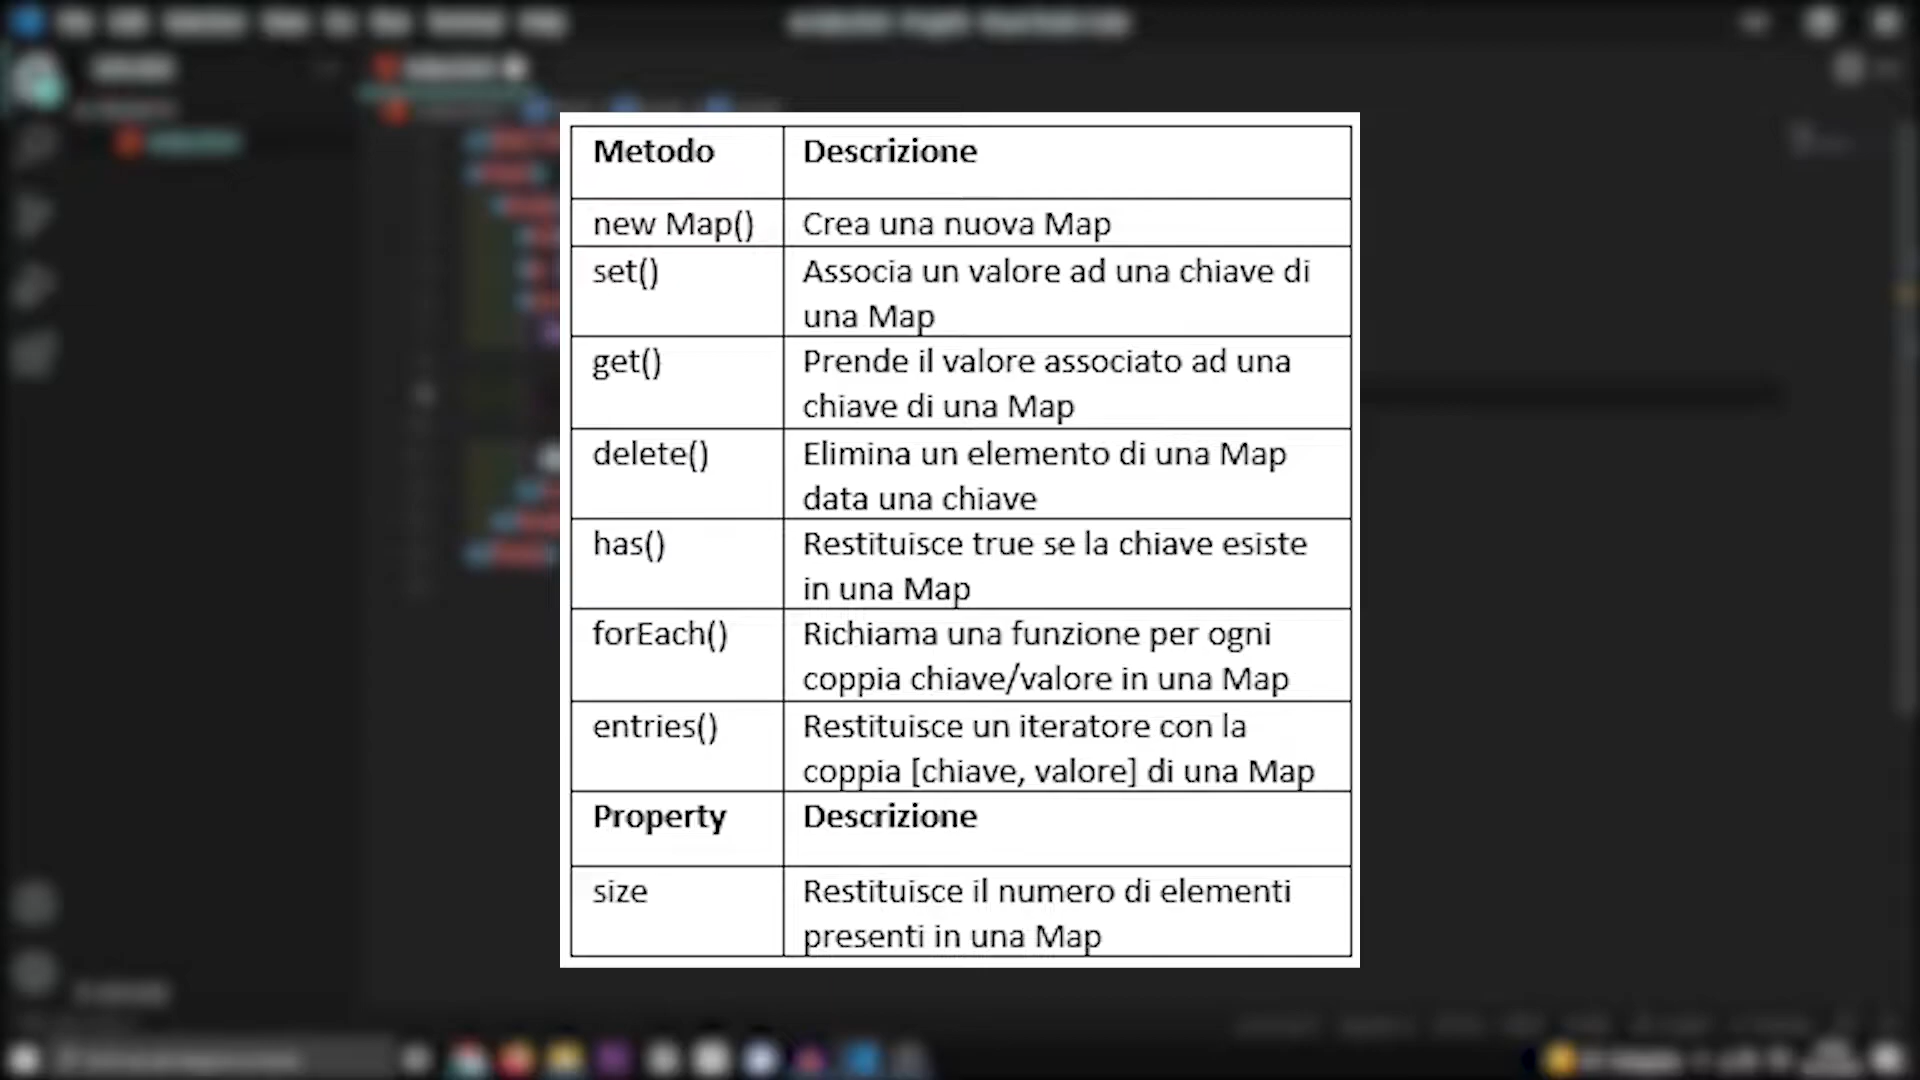 Metodo Descrizione
new Map() Crea una nuova Map
set() Associa un valore ad una chiave di
una Map
get() Prende il valore associato ad una
chiave di una Map
delete() Elimina un elemento di una Map
data una chiave
has() Restituisce true se la chiave esiste
in una Map
forEach() Richiama una funzione per ogni
coppia chiave/valore in una Map
entries() Restituisce un iteratore con la
coppia [chiave, valore] di una Map
Property Descrizione
size Restituisce il numero di elementi
presenti in una Map